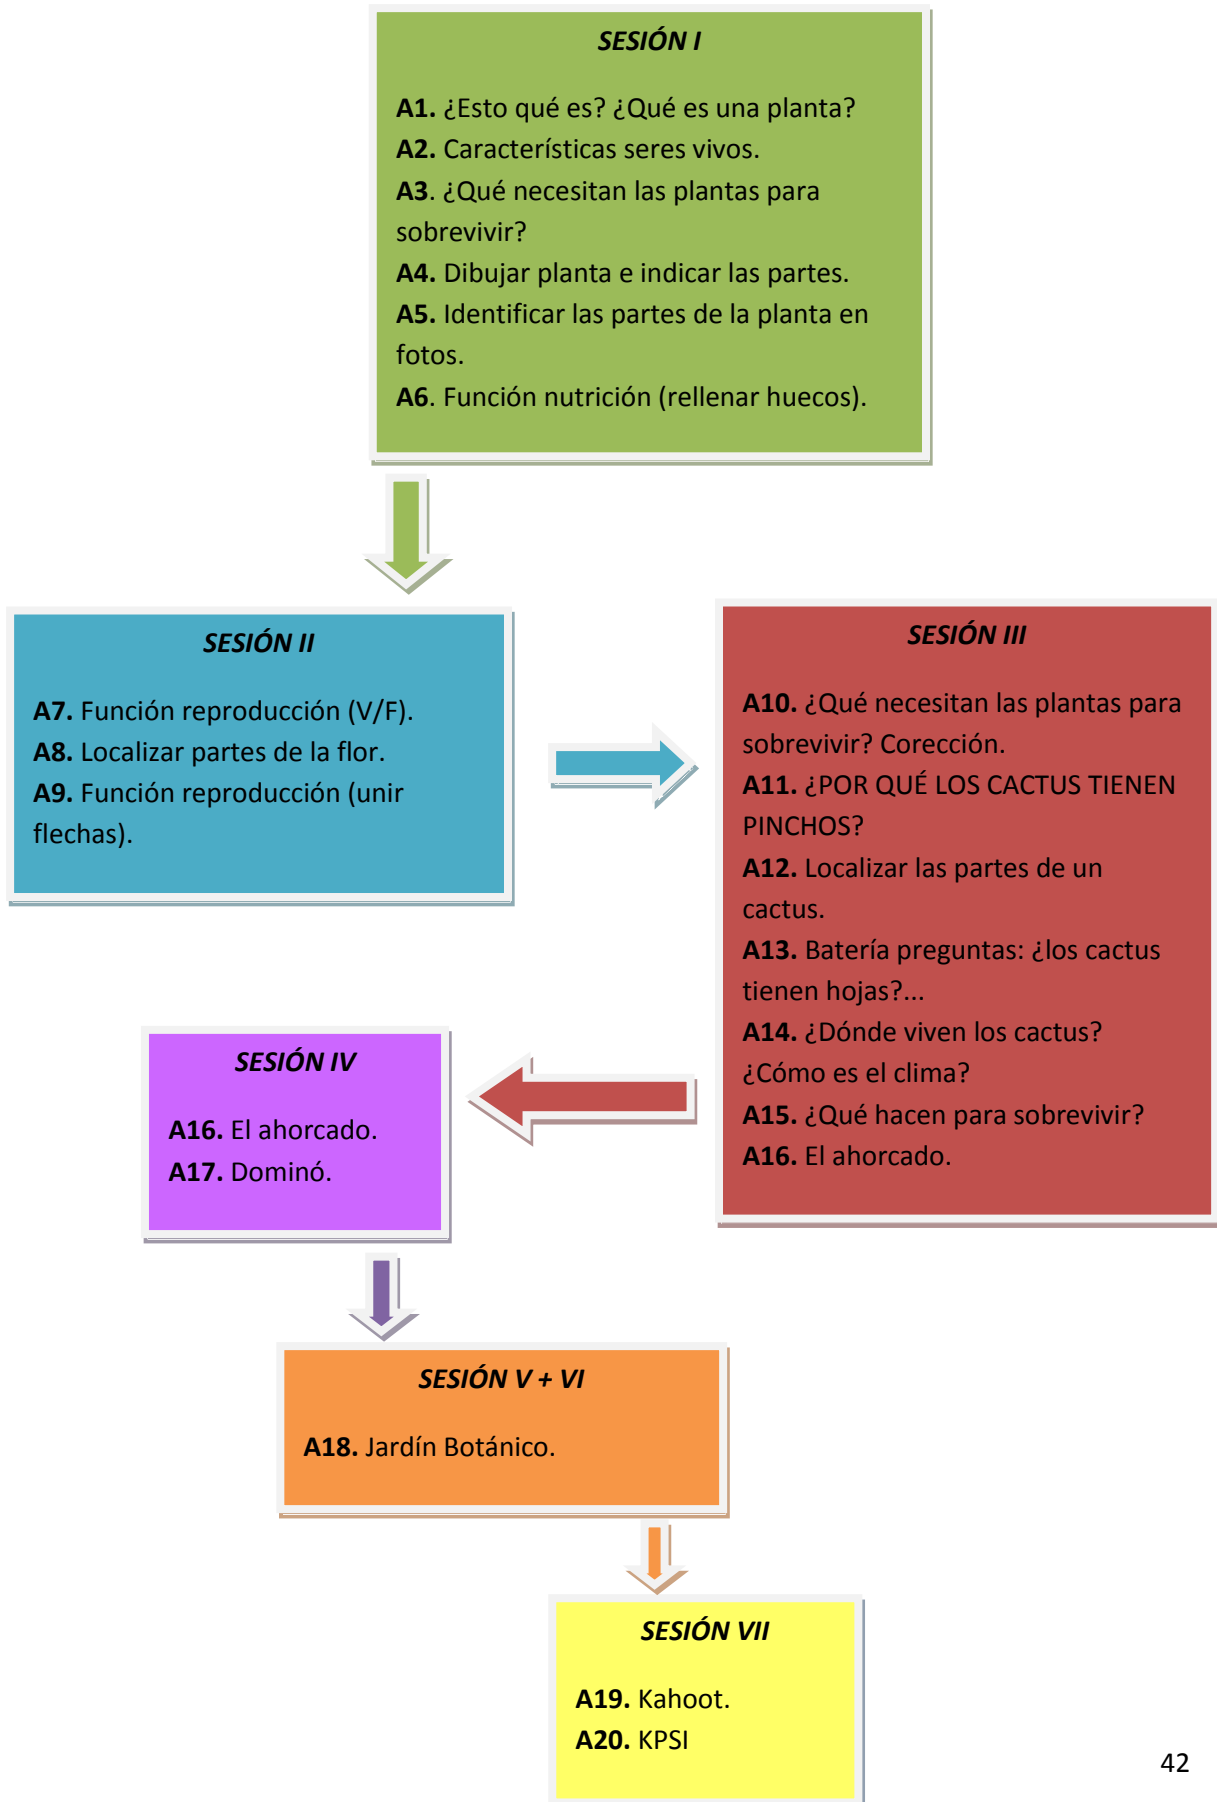 SESIÓN I
A1. ¿Esto qué es? ¿Qué es una planta?
A2. Características seres vivos.
A3. ¿Qué necesitan las plantas para
sobrevivir?
A4. Dibujar planta e indicar las partes.
A5. Identificar las partes de la planta en
fotos.
A6. Función nutrición (rellenar huecos).
SESIÓN II
A7. Función reproducción (V/F).
A8. Localizar partes de la flor.
A9. Función reproducción (unir
flechas).
SESIÓN III
A10. ¿Qué necesitan las plantas para
sobrevivir? Corección.
A11. ¿POR QUÉ LOS CACTUS TIENEN
PINCHOS?
A12. Localizar las partes de un
cactus.
A13. Batería preguntas: ¿los cactus
tienen hojas?...
A14. ¿Dónde viven los cactus?
¿Cómo es el clima?
A15. ¿Qué hacen para sobrevivir?
A16. El ahorcado.
SESIÓN IV
A16. El ahorcado.
A17. Dominó.
SESIÓN V + VI
A18. Jardín Botánico.
SESIÓN VII
A19. Kahoot.
A20. KPSI
42